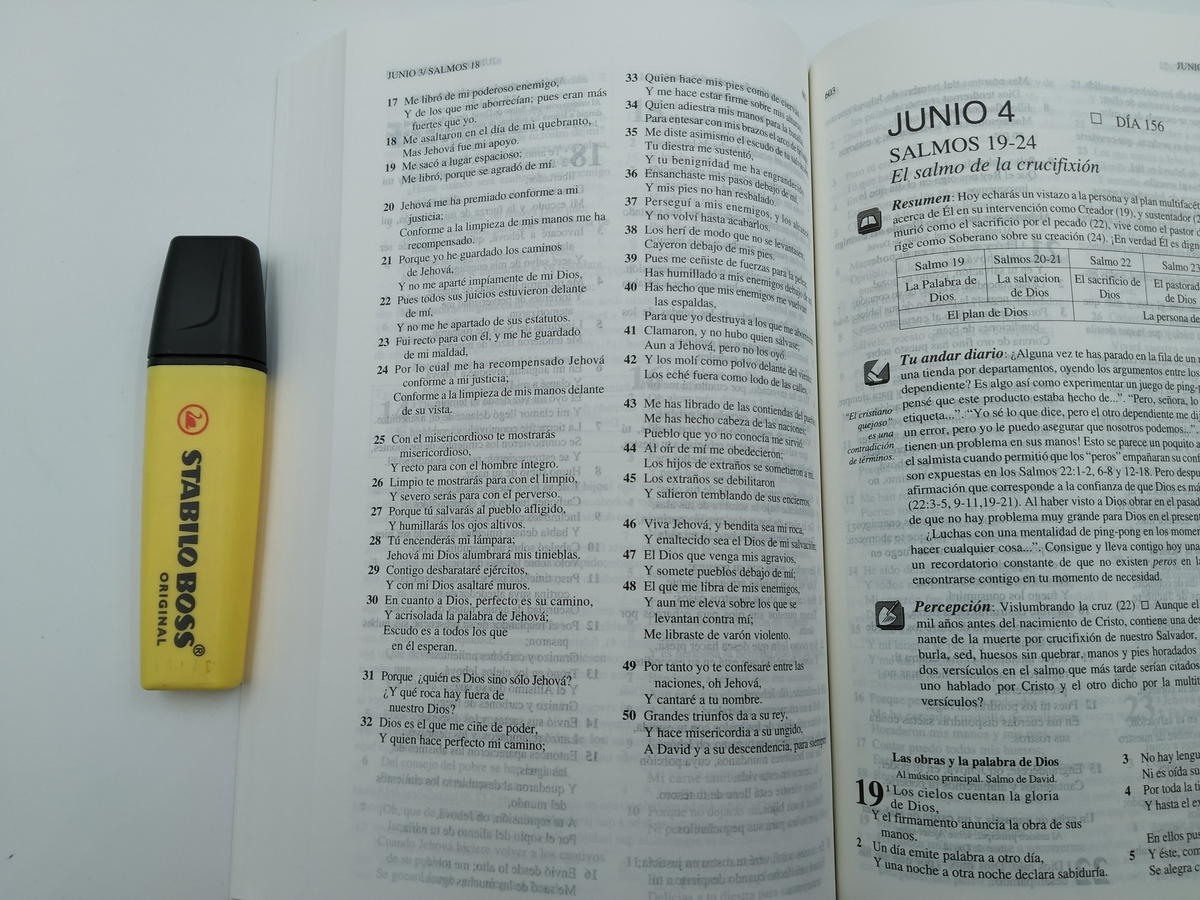 STABILO BOSS®
ORIGINAL
JUNIO 3/ SALMOS 18
17 Me libró de mi poderoso enemigo,
Y de los que me aborrecían; pues eran más
fuertes que yo.
18 Me asaltaron en el día de mi quebranto,
Mas Jehová fue mi apoyo.
19 Me sacó a lugar espacioso;
Me libró, porque se agradó de mí.
20 Jehová me ha premiado conforme a mi
justicia;
Conforme a la limpieza de mis manos me ha
recompensado.
21 Porque yo he guardado los caminos
de Jehová,
Y no me aparté impíamente de mi Dios,
22 Pues todos sus juicios estuvieron delante
de mí,
Y no me he apartado de sus estatutos.
23 Fui recto para con él, y me he guardado
de mi maldad,
24 Por lo cual me ha recompensado Jehová
conforme a mi justicia;
Conforme a la limpieza de mis manos delante
de su vista.
25 Con el misericordioso te mostrarás
misericordioso,
Y recto para con el hombre íntegro.
26 Limpio te mostrarás para con el limpio,
Y severo serás para con el perverso.
27 Porque tú salvarás al pueblo afligido,
Y humillarás los ojos altivos.
28 Tú encenderás mi lámpara;
Jehová mi Dios alumbrará mis tinieblas.
29 Contigo desbarataré ejércitos,
Y con mi Dios asaltaré muros.
30 En cuanto a Dios, perfecto es su camino,
Y acrisolada la palabra de Jehová;
Escudo es a todos los que
en él esperan.
31 Porque ¿quién es Dios sino sólo Jehová?
¿Y qué roca hay fuera de
nuestro Dios?
32 Dios es el que me ciñe de poder,
Y quien hace perfecto mi camino;
33 Quien hace mis pies como de ciervas,
Y me hace estar firme sobre mis alturas;
34 Quien adiestra mis manos para la batalla,
Para entesar con mis brazos el arco de
35 Me diste asimismo el escudo de tu
Tu diestra me sustentó,
Y tu benignidad me ha engrandecido.
36 Ensanchaste mis pasos debajo de mí,
Y mis pies no han resbalado.
37 Perseguí a mis enemigos, y los alcancé,
Y no volví hasta acabarlos.
38 Los herí de modo que no se levantasen;
Cayeron debajo de mis pies.
39 Pues me ceñiste de fuerzas para la pelea;
Has humillado a mis enemigos debajo de
40 Has hecho que mis enemigos me vuelvan
las espaldas,
Para que yo destruya a los que me aborrecen.
41 Clamaron, y no hubo quien salvase;
Aun a Jehová, pero no los oyó.
42 Y los molí como polvo delante del viento;
Los eché fuera como lodo de las calles.
43 Me has librado de las contiendas del pueblo;
Me has hecho cabeza de las naciones;
Pueblo que yo no conocía me sirvió.
44 Al oír de mí me obedecieron;
Los hijos de extraños se sometieron a mí.
45 Los extraños se debilitaron
Y salieron temblando de sus encierros.
46 Viva Jehová, y bendita sea mi roca,
Y enaltecido sea el Dios de mi salvación;
47 El Dios que venga mis agravios,
Y somete pueblos debajo de mí;
48 El que me libra de mis enemigos,
Y aun me eleva sobre los que se
levantan contra mí;
Me libraste de varón violento.
49 Por tanto yo te confesaré entre las
naciones, oh Jehová,
Y cantaré a tu nombre.
50 Grandes triunfos da a su rey,
Y hace misericordia a su ungido,
A David y a su descendencia, para siempre.
603
JUNIO
JUNIO 4
☐ DÍA 156
SALMOS 19-24
El salmo de la crucifixión
Resumen: Hoy echarás un vistazo a la persona y al plan multifacét
acerca de Él en su intervención como Creador (19), y sustentador (
murió como el sacrificio por el pecado (22), vive como el pastor d
rige como Soberano sobre su creación (24). ¡En verdad Él es dign
Salmo 19 Salmos 20-21 Salmo 22 Salmo 23
La Palabra de Dios La salvacion de Dios El sacrificio de Dios El pastorad de Dios
El plan de Dios La persona de
Tu andar diario: ¿Alguna vez te has parado en la fila de un
una tienda por departamentos, oyendo los argumentos entre los
dependiente? Es algo así como experimentar un juego de ping-
pensé que este producto estaba hecho de...”. “Pero, señora, lo
etiqueta...”. “Yo sé lo que dice, pero el otro dependiente me di
un error, pero yo le puedo asegurar que nosotros podemos...”.
tienen un problema en sus manos! Esto se parece un poquito a
el salmista cuando permitió que los “peros” empañaran su conf
son expuestas en los Salmos 22:1-2, 6-8 y 12-18. Pero despu
afirmación que corresponde a la confianza de que Dios es má
(22:3-5, 9-11,19-21). Al haber visto a Dios obrar en el pasad
de que no hay problema muy grande para Dios en el present
¿Luchas con una mentalidad de ping-pong en los momen
hacer cualquier cosa...”. Consigue y lleva contigo hoy una
un recordatorio constante de que no existen peros en la
encontrarse contigo en tu momento de necesidad.
“El cristiano
quejoso”
es una
contradicción
de términos.
Percepción: Vislumbrando la cruz (22) ☐ Aunque el
mil años antes del nacimiento de Cristo, contiene una des
nante de la muerte por crucifixión de nuestro Salvador,
burla, sed, huesos sin quebrar, manos y pies horadados
dos versículos en el salmo que más tarde serían citados
uno hablado por Cristo y el otro dicho por la multit
versículos?
Las obras y la palabra de Dios
Al músico principal. Salmo de David.
19 1 Los cielos cuentan la gloria
de Dios,
Y el firmamento anuncia la obra de sus
manos.
2 Un día emite palabra a otro día,
Y una noche a otra noche declara sabiduría.
3 No hay lengu
Ni es oída su
4 Por toda la ti
Y hasta el ex
En ellos pus
5 Y éste, com
Se alegra c